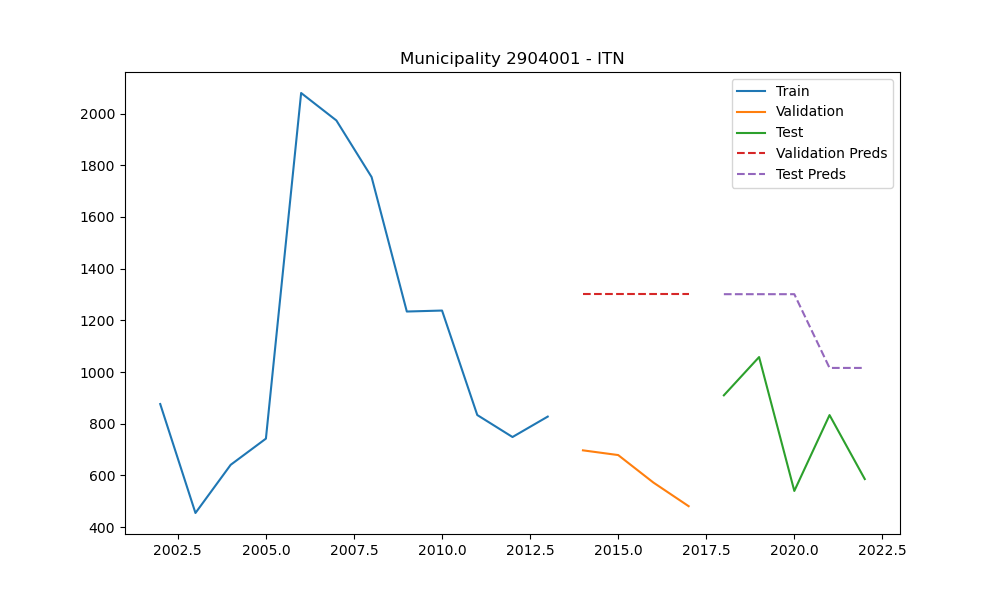 Municipality 2904001 - ITN
Train
Validation
Test
Validation Preds
Test Preds
2000
1800
1600
1400
1200
1000
800
600
400
2002.5 2005.0 2007.5 2010.0 2012.5 2015.0 2017.5 2020.0 2022.5